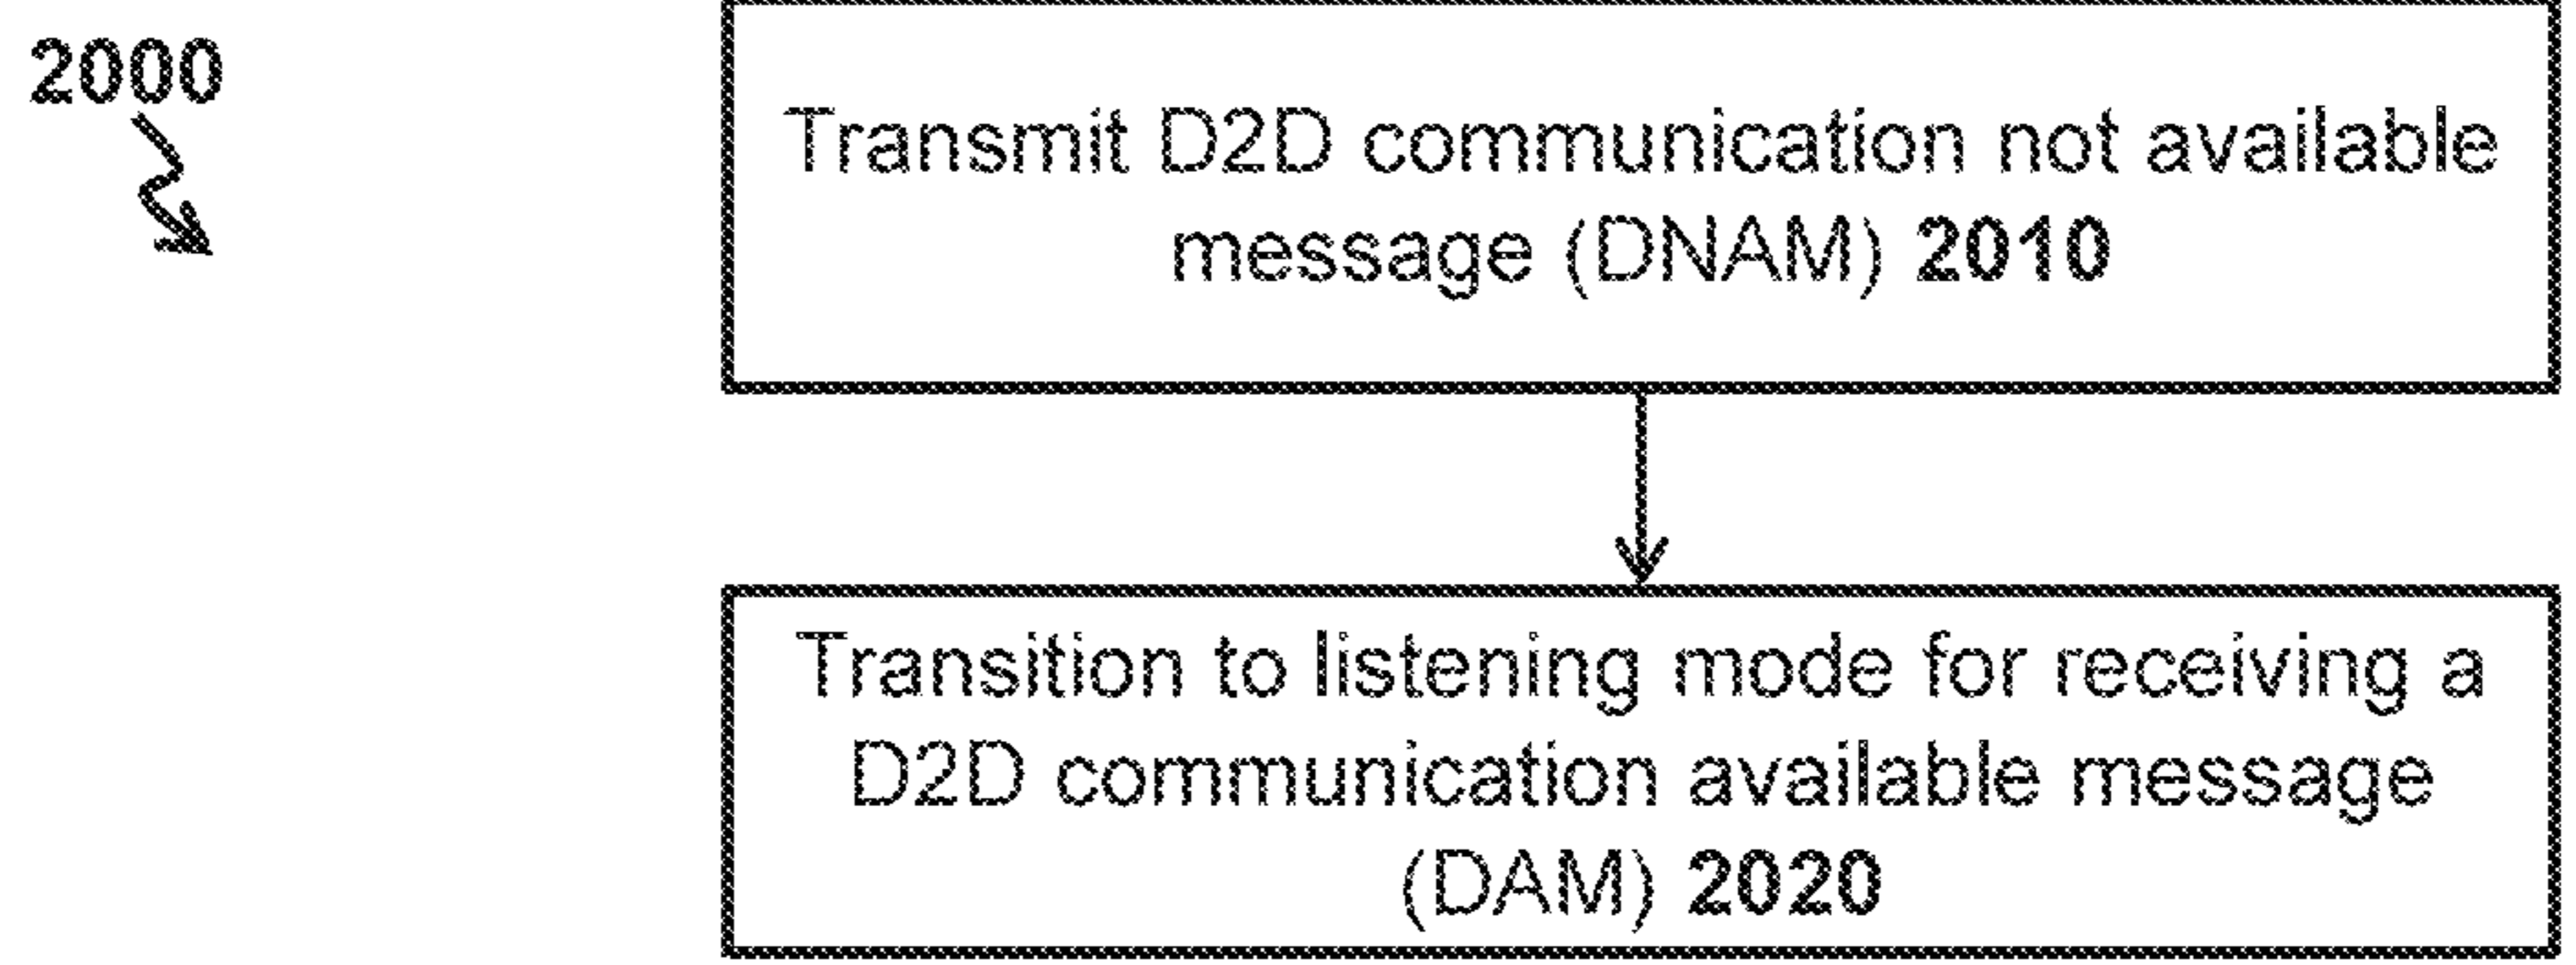 2000
Transmit D2D communication not available
message (DNAM) 2010
Transition to listening mode for receiving a
D2D communication available message
(DAM) 2020